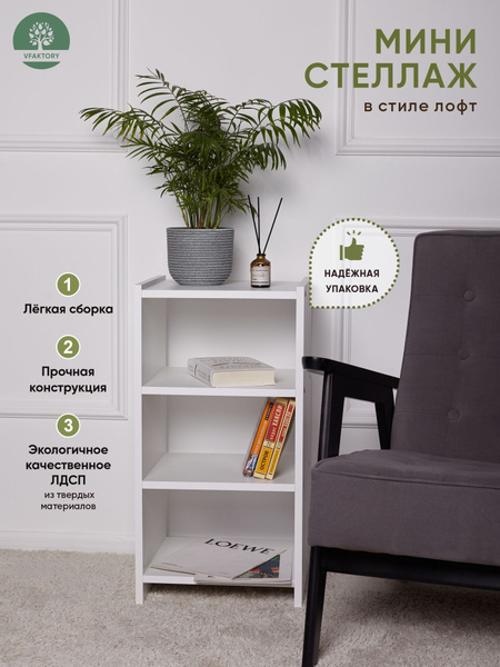 VFAKTORY
МИНИ
СТЕЛЛАЖ
в стиле лофт
НАДЁЖНАЯ
УПАКОВКА
1
Лёгкая сборка
2
Прочная
конструкция
3
Экологичное
качественное
ЛДСП
из твердых
материалов
LOEWE